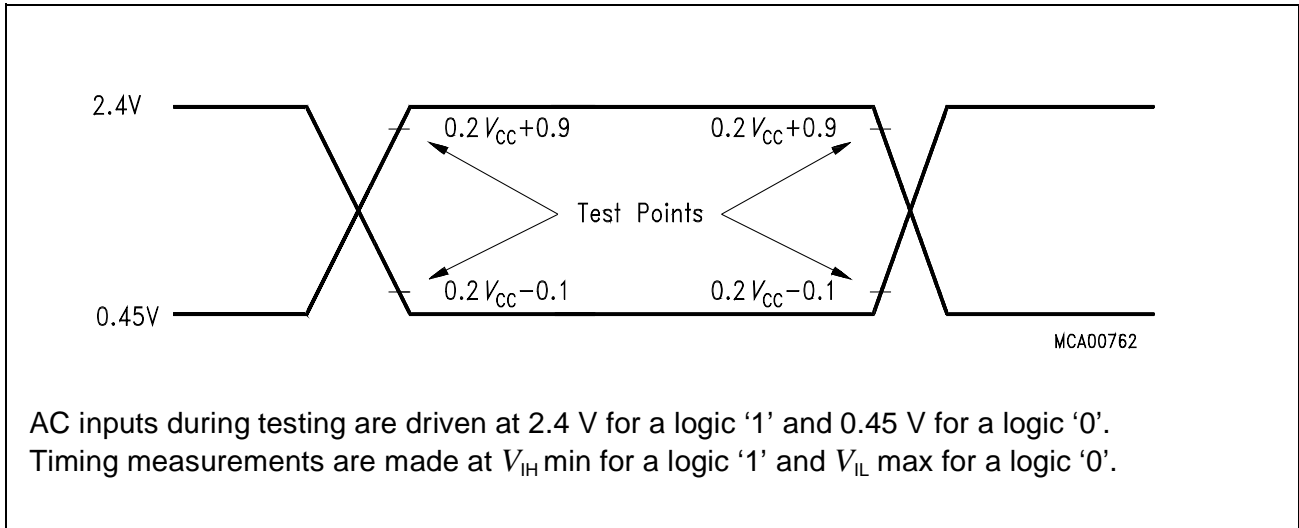 2.4V
0.2 VCC+0.9 0.2 VCC+0.9
Test Points
0.2 VCC−0.1 0.2 VCC−0.1
0.45V
MCA00762
AC inputs during testing are driven at 2.4 V for a logic ‘1’ and 0.45 V for a logic ‘0’.
Timing measurements are made at VIH min for a logic ‘1’ and VIL max for a logic ‘0’.